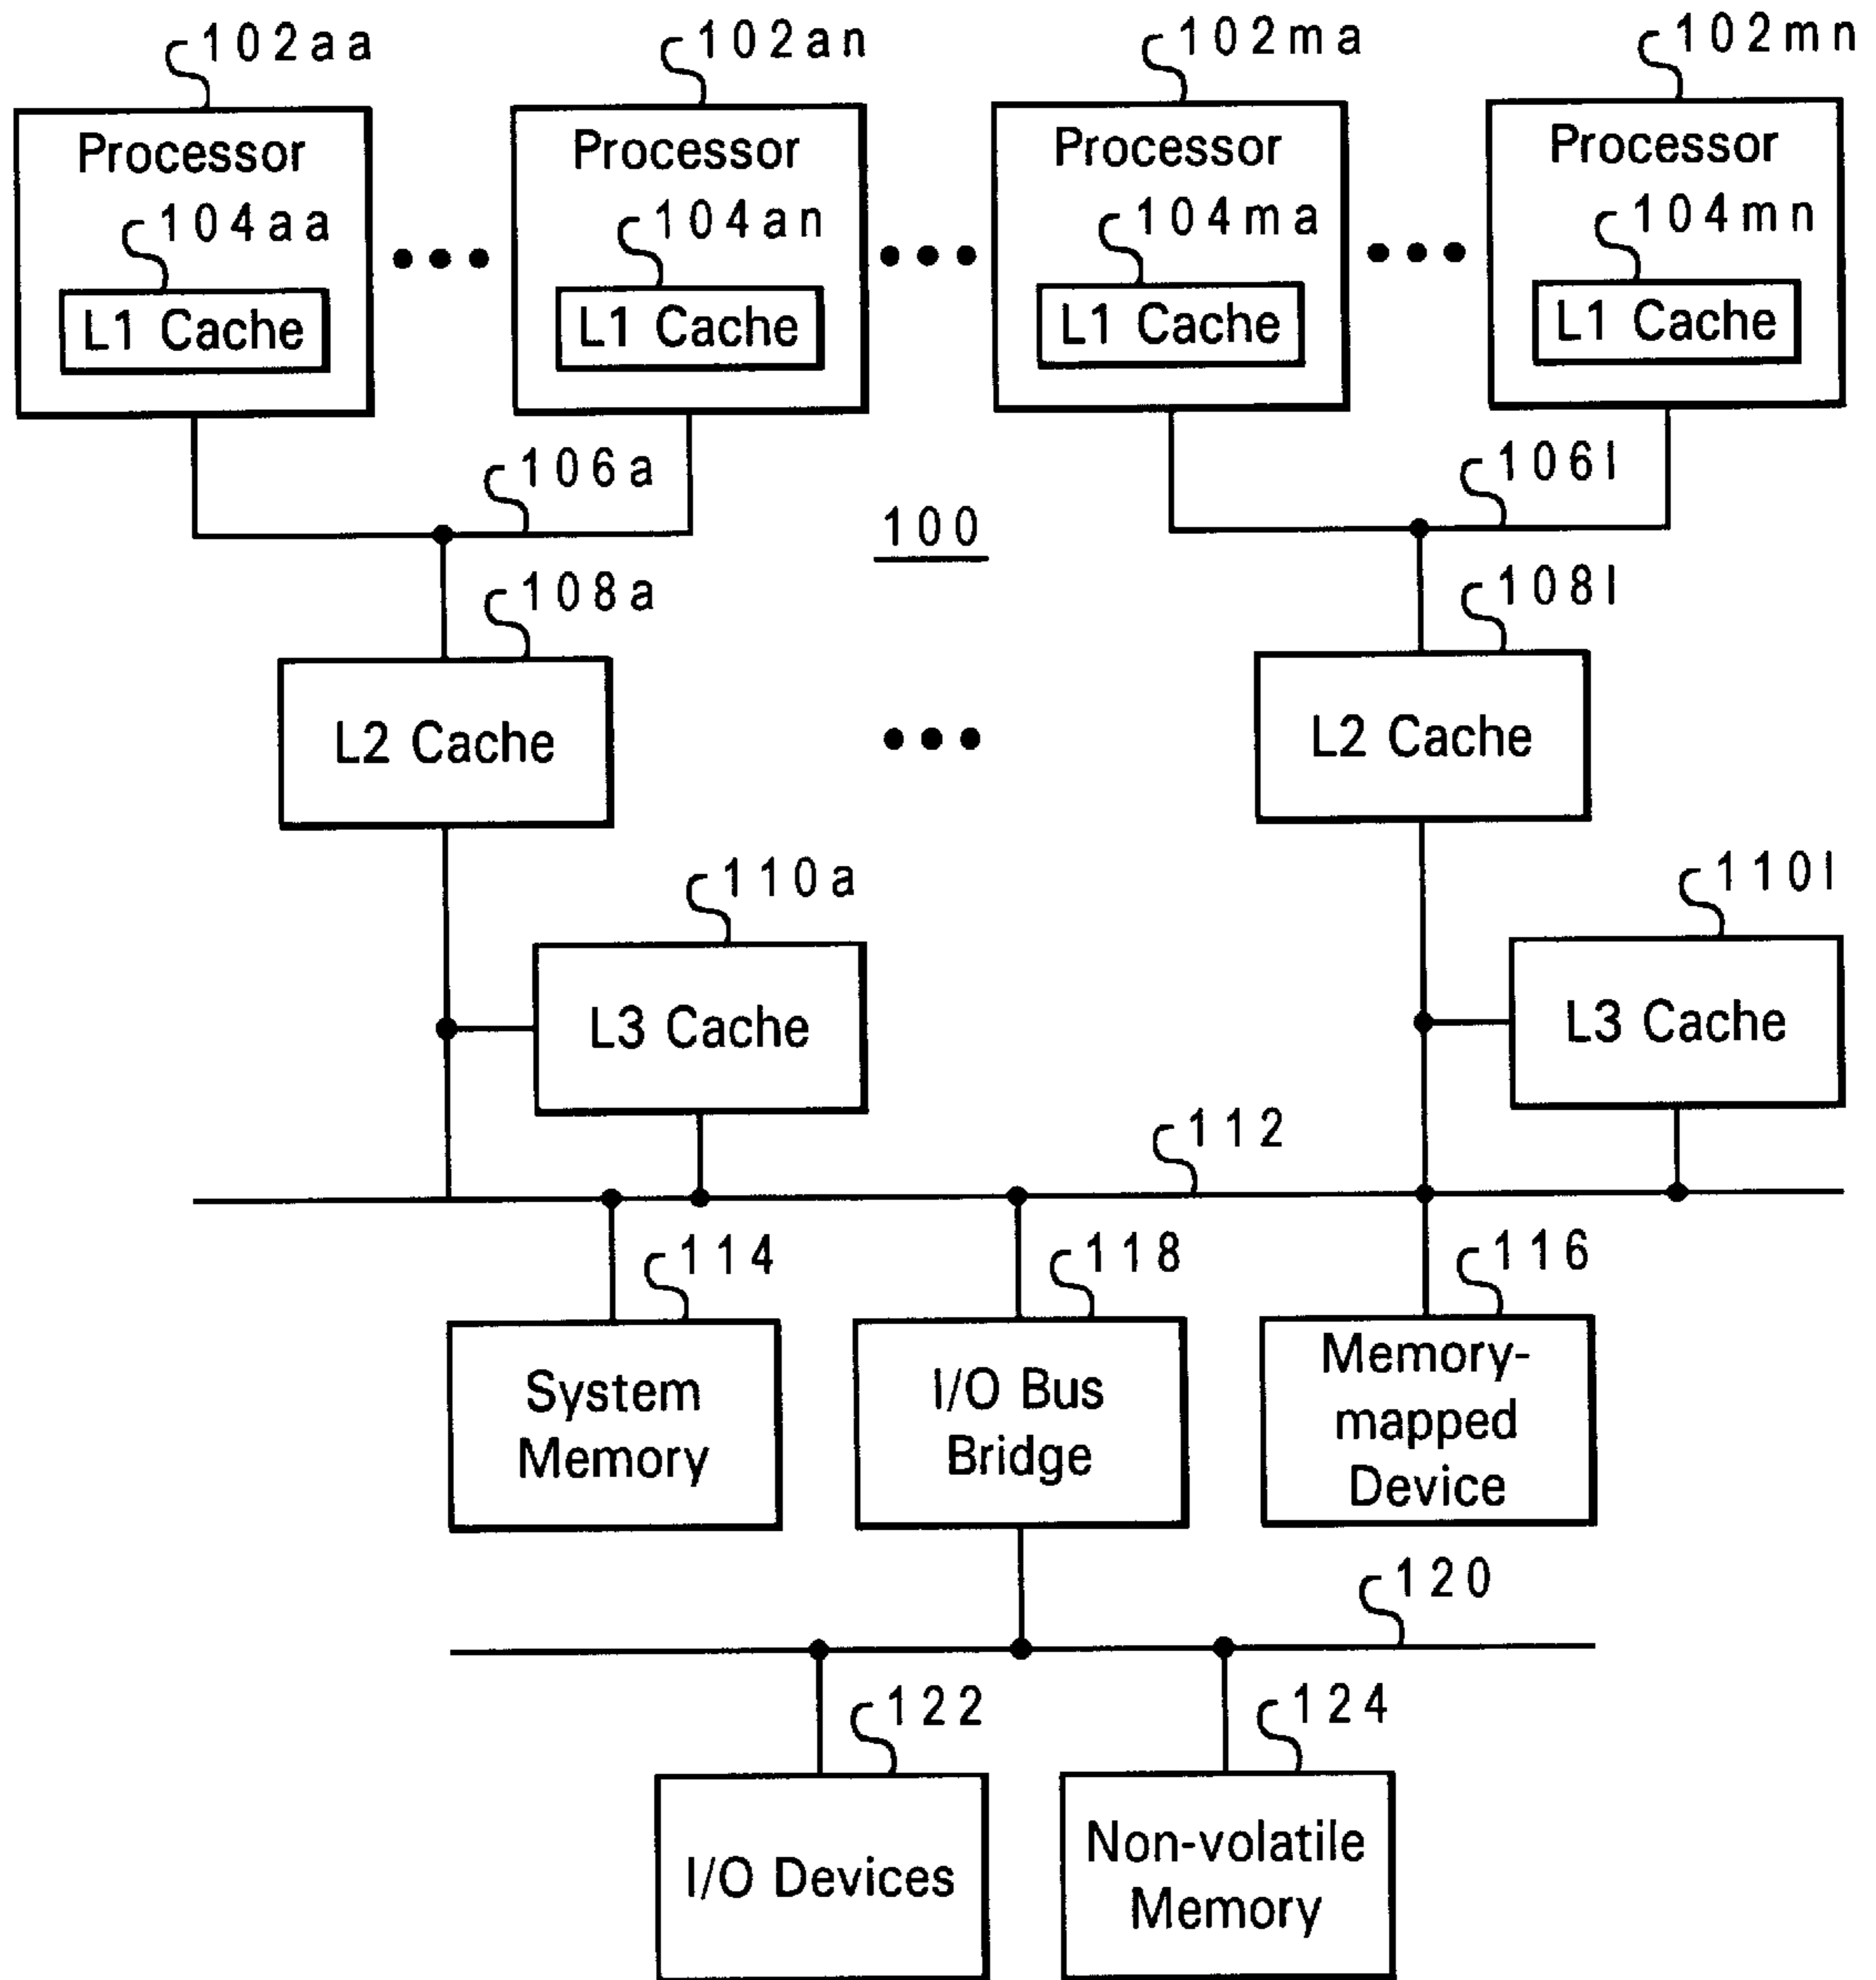 102aa
102an
102ma
102mn
Processor
Processor
Processor
Processor
104aa
104an
104ma
104mn
L1 Cache
L1 Cache
L1 Cache
L1 Cache
106a
106l
100
108a
108l
L2 Cache
L2 Cache
110a
110l
L3 Cache
L3 Cache
112
114
118
116
System
Memory
I/O Bus
Bridge
Memory-
mapped
Device
120
122
124
I/O Devices
Non-volatile
Memory